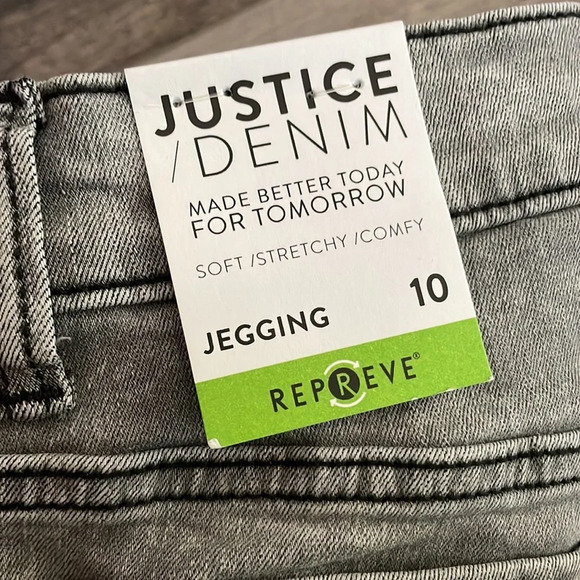 JUSTICE
/DENIM
MADE BETTER TODAY
FOR TOMORROW
SOFT /STRETCHY /COMFY
JEGGING 10
REPREVE®